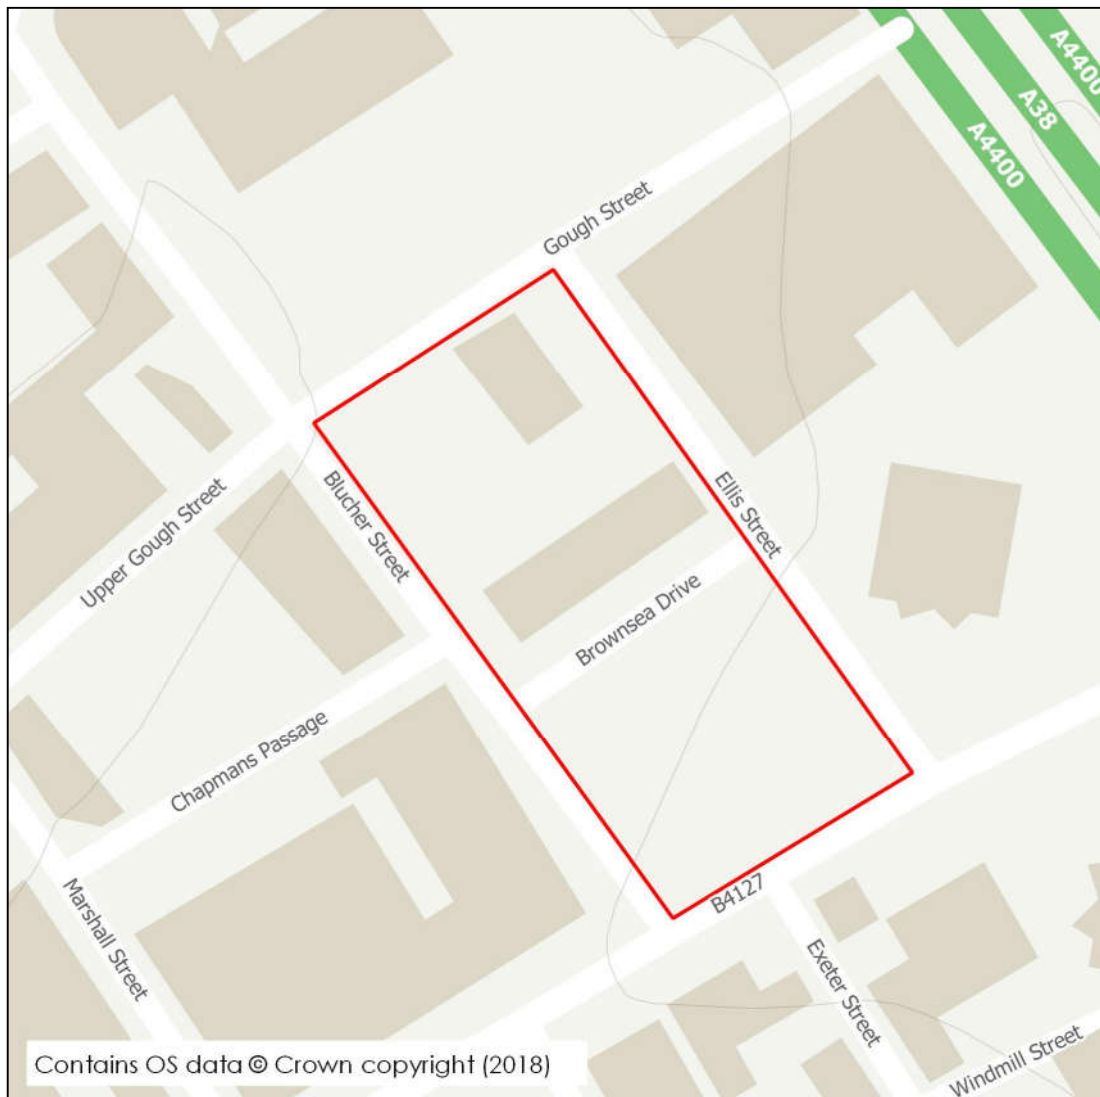 A4400
A38
A4400
Gough Street
Upper Gough Street
Blucher Street
Ellis Street
Brownsea Drive
Chapmans Passage
Marshall Street
B4127
Exeter Street
Windmill Street
Contains OS data © Crown copyright (2018)